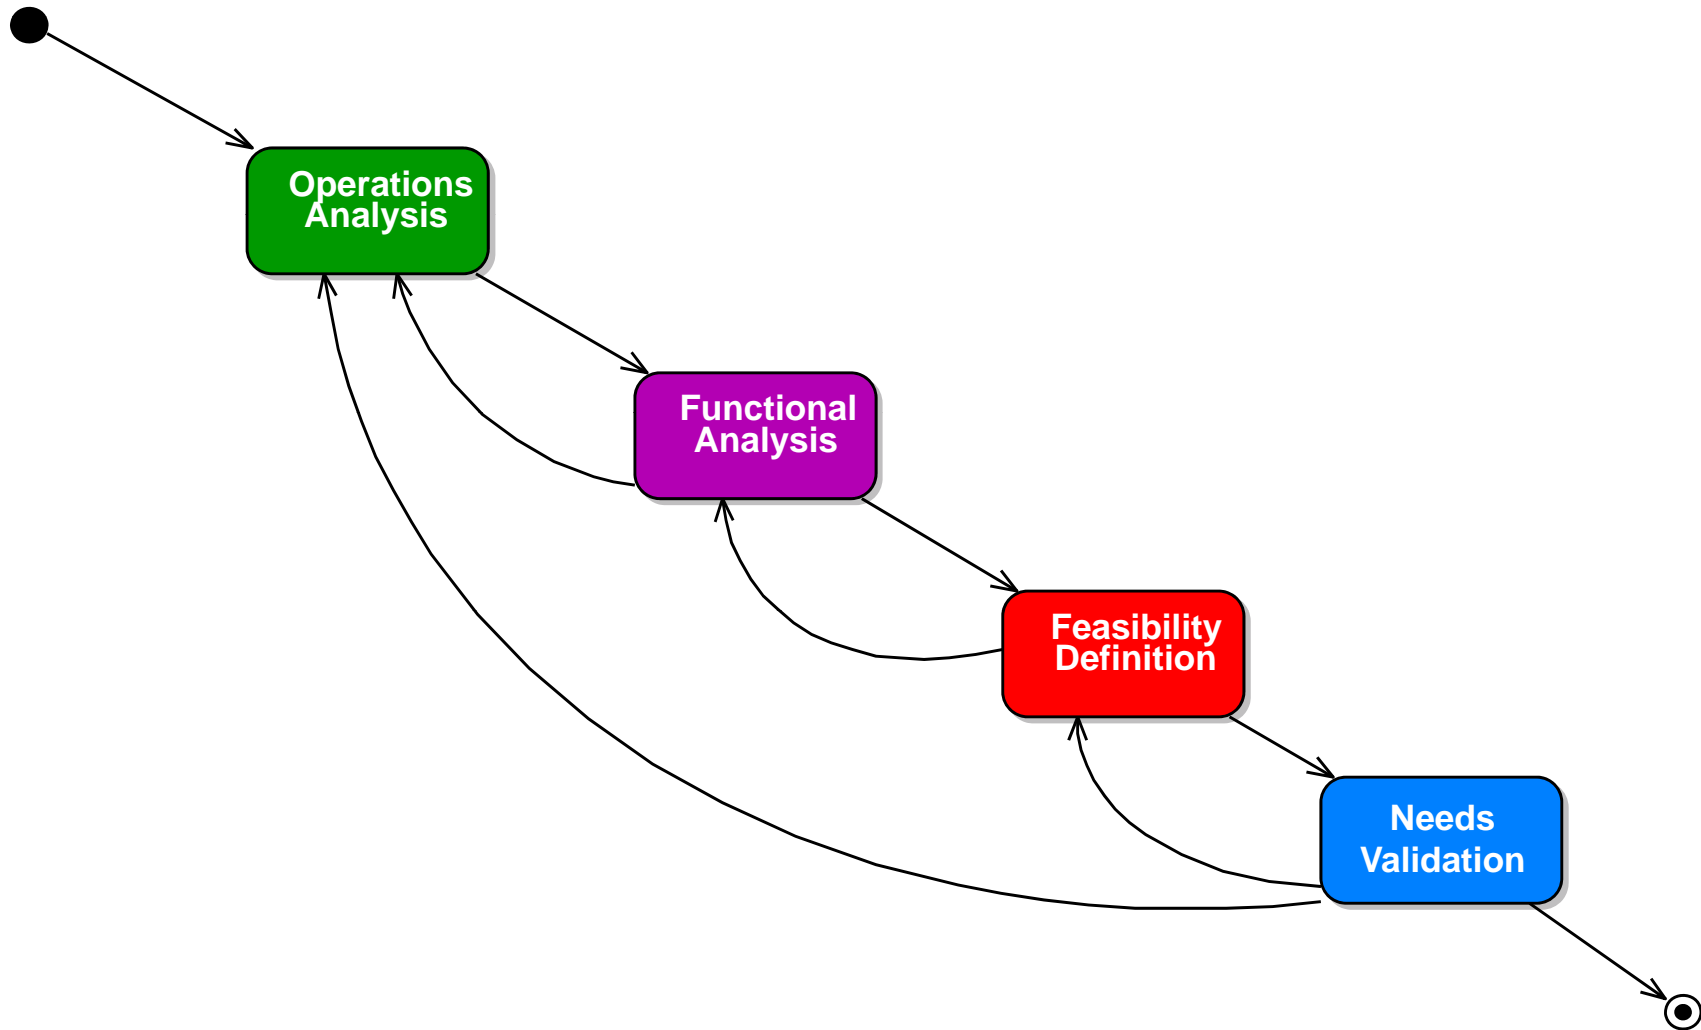 Operations
Analysis
Functional
Analysis
Feasibility
Definition
Needs
Validation